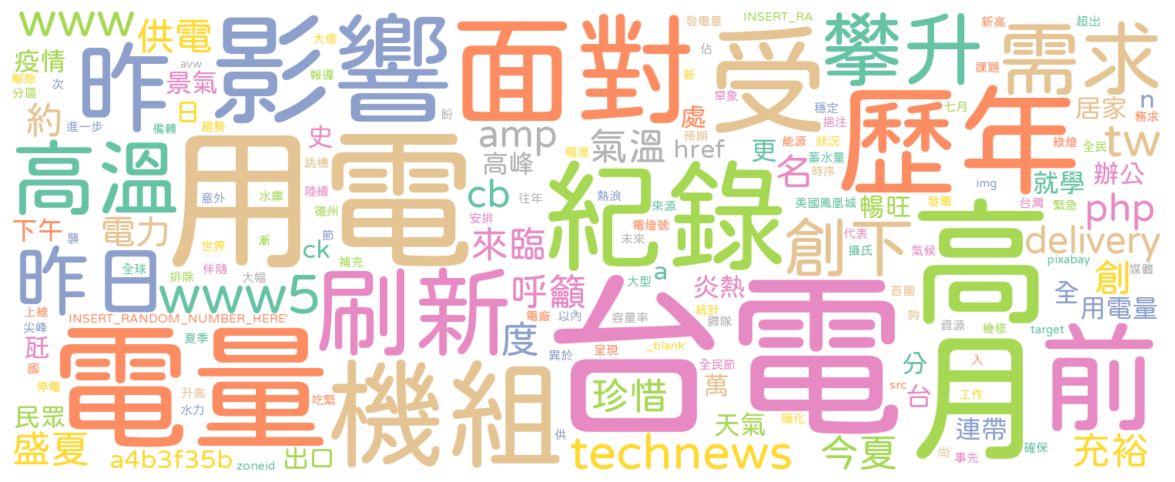 www
供電
大修
昨
影響
面對
發電量
INSERT_RA
受
攀升
新高
超出
課題
需求
疫情
解除
分區
次
avw
景氣
報導
日
佔
新
旱象
約
進一步
備轉
趨勢
史
盼
amp
高峰
氣溫
href
處
預期
更
穩定
挹注
能源
狀況
蓄水量
時序
名
歷年
七月
綠燈
居家
n
務求
tw
全民
辦公
就學
高溫
用電
跳機
陸續
意外
水庫
德州
cb
往年
安排
紀錄
熱浪
來源
電燈號
未來
美國鳳凰城
暢旺
img
發電
台灣
緊急
php
下午
電力
襲
世界
漸
節
ck
來臨
創下
代表
攝氏
氣候
高
delivery
pixabay
媒體
昨日
全球
排除
伴隨
大幅
補充
www5
刷新
呼籲
大型
a
炎熱
首圖
全
創
用電量
上線
尖峰
INSERT_RANDOM_NUMBER_HERE'
夏季
瓩
國
度
電廠
以內
異於
台電
容量率
統計
歸隊
呈現
_blank'
全民節
夠
資源
檢修
target
月
前
電量
停電
升高
水力
吃緊
機組
珍惜
萬
分
台
src
入
工作
民眾
盛夏
a4b3f35b
zoneid
出口
供
technews
天氣
暖化
今夏
連帶
尚
事先
確保
充裕